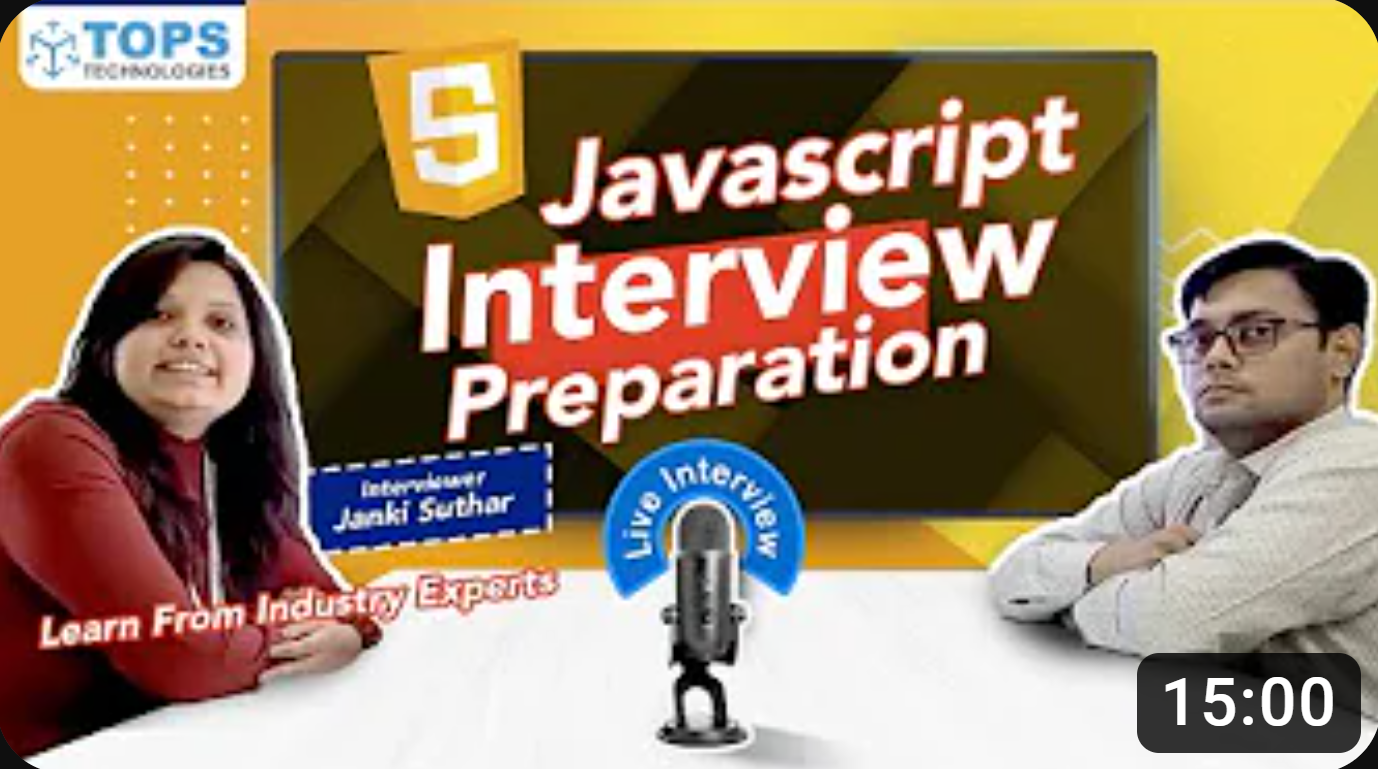 TOPS
TECHNOLOGIES
Javascript
Interview
Preparation
Interviewer
Janki Suthar
Live Interview
Learn From Industry Experts
15:00